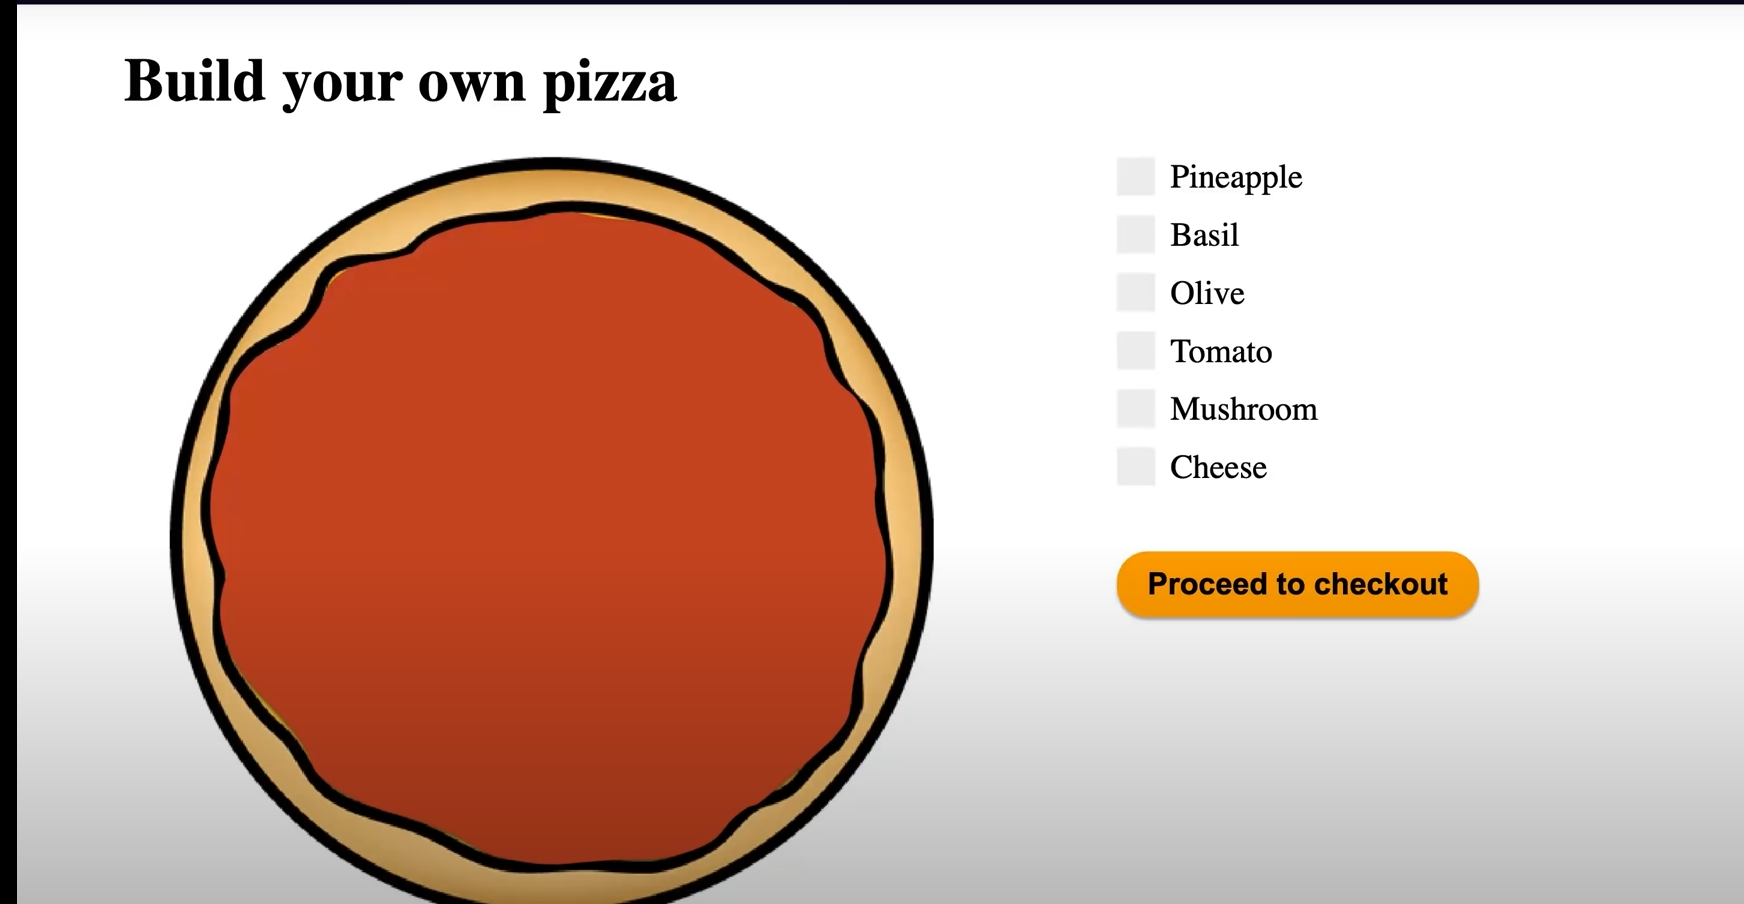 Build your own pizza
Pineapple
Basil
Olive
Tomato
Mushroom
Cheese
Proceed to checkout